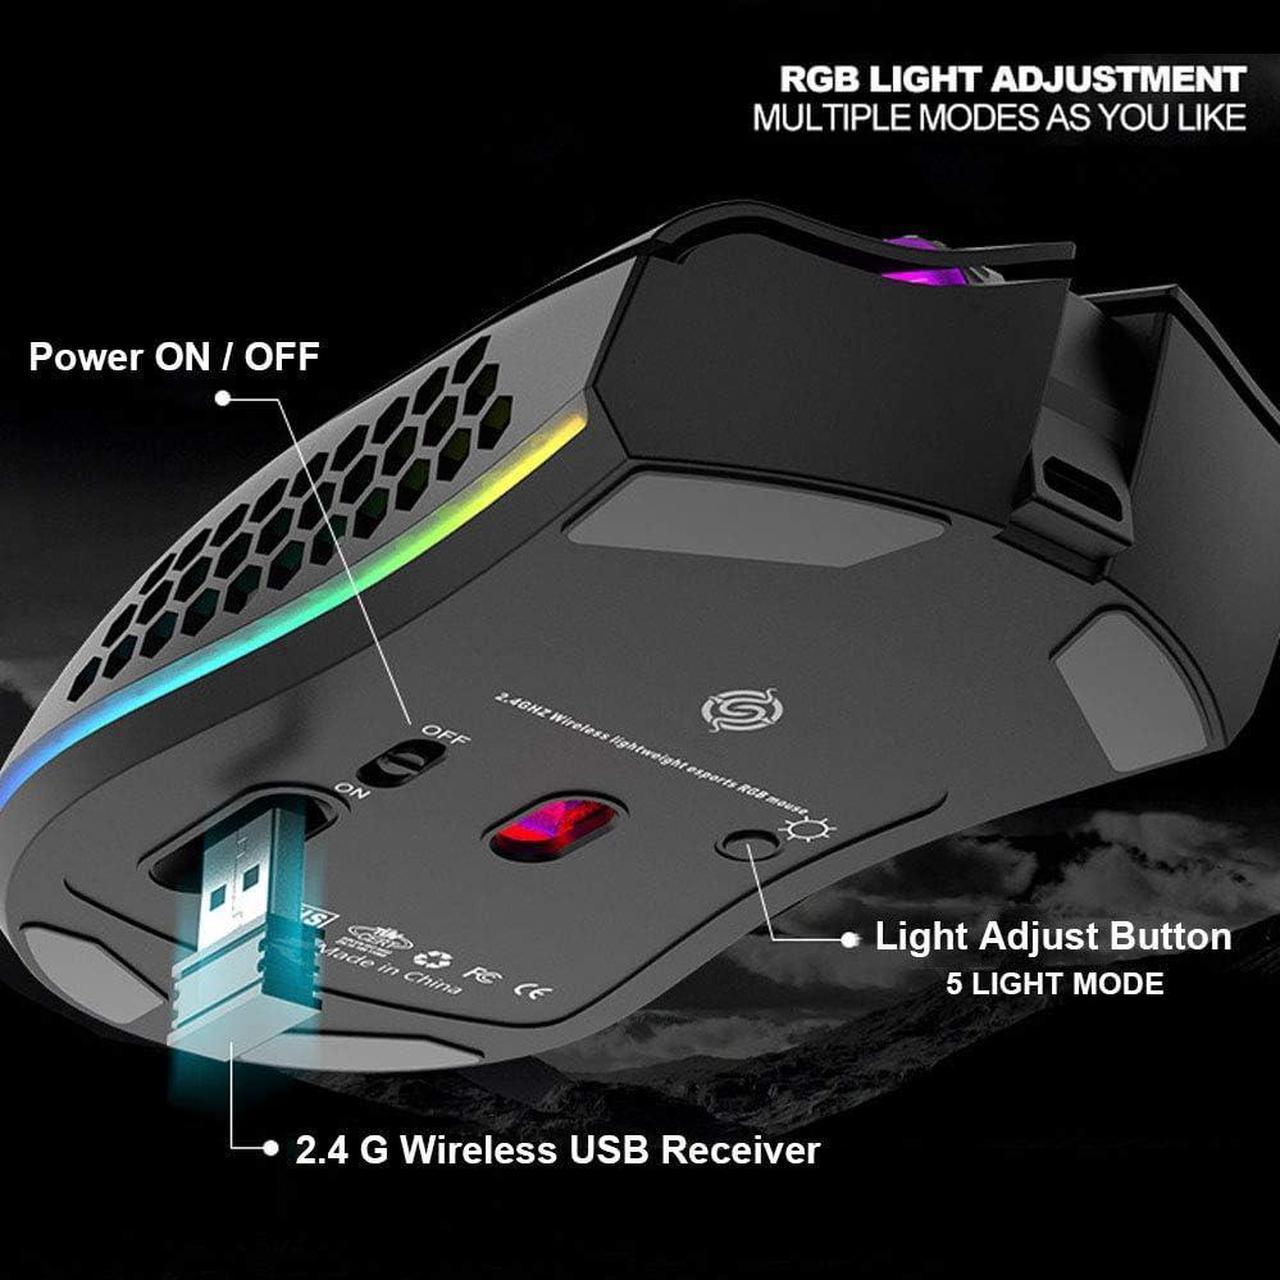 RGB LIGHT ADJUSTMENT
MULTIPLE MODES AS YOU LIKE
Power ON / OFF
OFF
ON
2.4GHZ Wireless lightweight esports RGB mouse
Light Adjust Button
5 LIGHT MODE
Made in China
FC CE
2.4 G Wireless USB Receiver